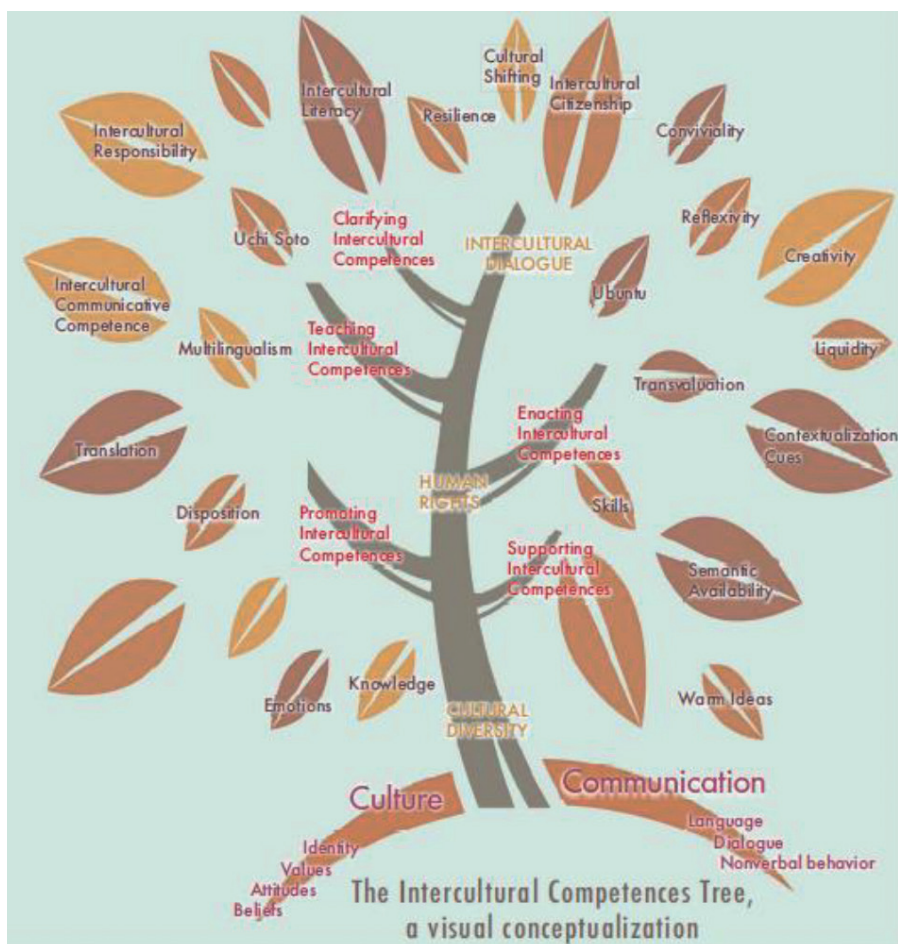 Cultural
Shifting
Intercultural
Literacy
Resilience
Intercultural
Citizenship
Intercultural
Responsibility
Conviviality
Clarifying
Intercultural
Competences
Uchi Soto
INTERCULTURAL
DIALOGUE
Reflexivity
Creativity
Intercultural
Communicative
Competence
Ubuntu
Multilingualism
Teaching
Intercultural
Competences
Liquidity
Transvaluation
Translation
Enacting
Intercultural
Competences
Contextualization
Cues
HUMAN
RIGHTS
Skills
Disposition
Promoting
Intercultural
Competences
Supporting
Intercultural
Competences
Semantic
Availability
Emotions
Knowledge
CULTURAL
DIVERSITY
Warm Ideas
Culture
Identity
Values
Attitudes
Beliefs
Communication
Language
Dialogue
Nonverbal behavior
The Intercultural Competences Tree,
a visual conceptualization